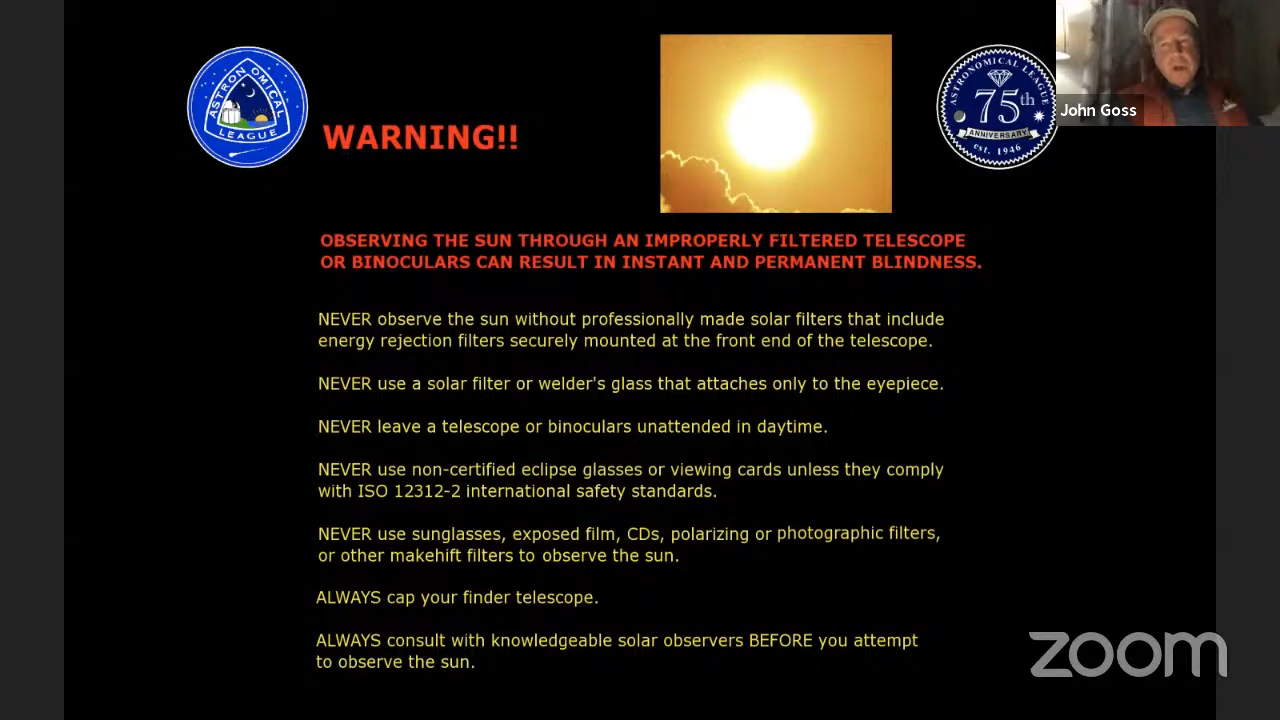 ASTRONOMICAL
LEAGUE
WARNING!!
ASTRONOMICAL LEAGUE
75th
ANNIVERSARY
est. 1946
John Goss
OBSERVING THE SUN THROUGH AN IMPROPERLY FILTERED TELESCOPE
OR BINOCULARS CAN RESULT IN INSTANT AND PERMANENT BLINDNESS.
NEVER observe the sun without professionally made solar filters that include
energy rejection filters securely mounted at the front end of the telescope.
NEVER use a solar filter or welder's glass that attaches only to the eyepiece.
NEVER leave a telescope or binoculars unattended in daytime.
NEVER use non-certified eclipse glasses or viewing cards unless they comply
with ISO 12312-2 international safety standards.
NEVER use sunglasses, exposed film, CDs, polarizing or photographic filters,
or other makehift filters to observe the sun.
ALWAYS cap your finder telescope.
ALWAYS consult with knowledgeable solar observers BEFORE you attempt
to observe the sun.
zoom